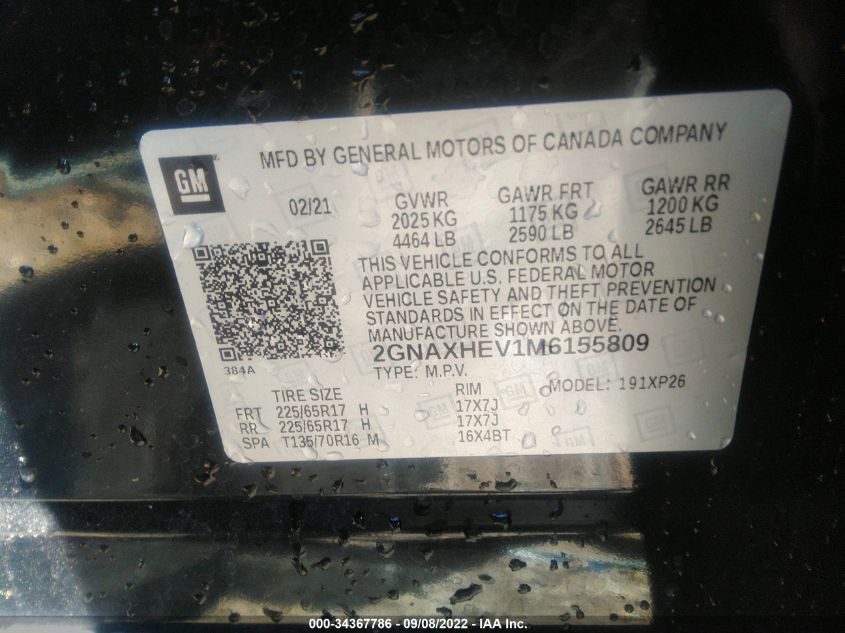 MFD BY GENERAL MOTORS OF CANADA COMPANY
GM
02/21
GVWR GAWR FRT GAWR RR
2025 KG 1175 KG 1200 KG
4464 LB 2590 LB 2645 LB
THIS VEHICLE CONFORMS TO ALL
APPLICABLE U.S. FEDERAL MOTOR
VEHICLE SAFETY AND THEFT PREVENTION
STANDARDS IN EFFECT ON THE DATE OF
MANUFACTURE SHOWN ABOVE.
2GNAXHEV1M6155809
384A
TYPE: M.P.V. MODEL: 191XP26
TIRE SIZE RIM
FRT 225/65R17 H 17X7J
RR 225/65R17 H 17X7J
SPA T135/70R16 M 16X4BT
000-34367786 - 09/08/2022 - IAA Inc.